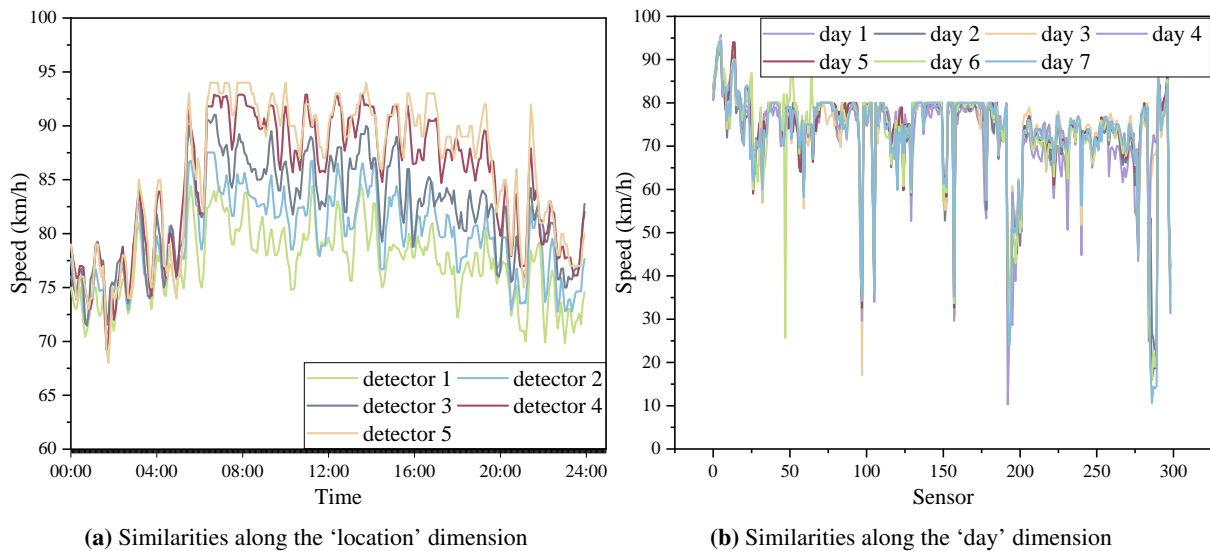 100
95
90
85
80
75
70
65
60
Speed (km/h)
00:00 04:00 08:00 12:00 16:00 20:00 24:00
Time
detector 1 detector 2
detector 3 detector 4
detector 5
(a) Similarities along the ‘location’ dimension
100
90
80
70
60
50
40
30
20
10
0
Speed (km/h)
0 50 100 150 200 250 300
Sensor
day 1 day 2 day 3 day 4
day 5 day 6 day 7
(b) Similarities along the ‘day’ dimension